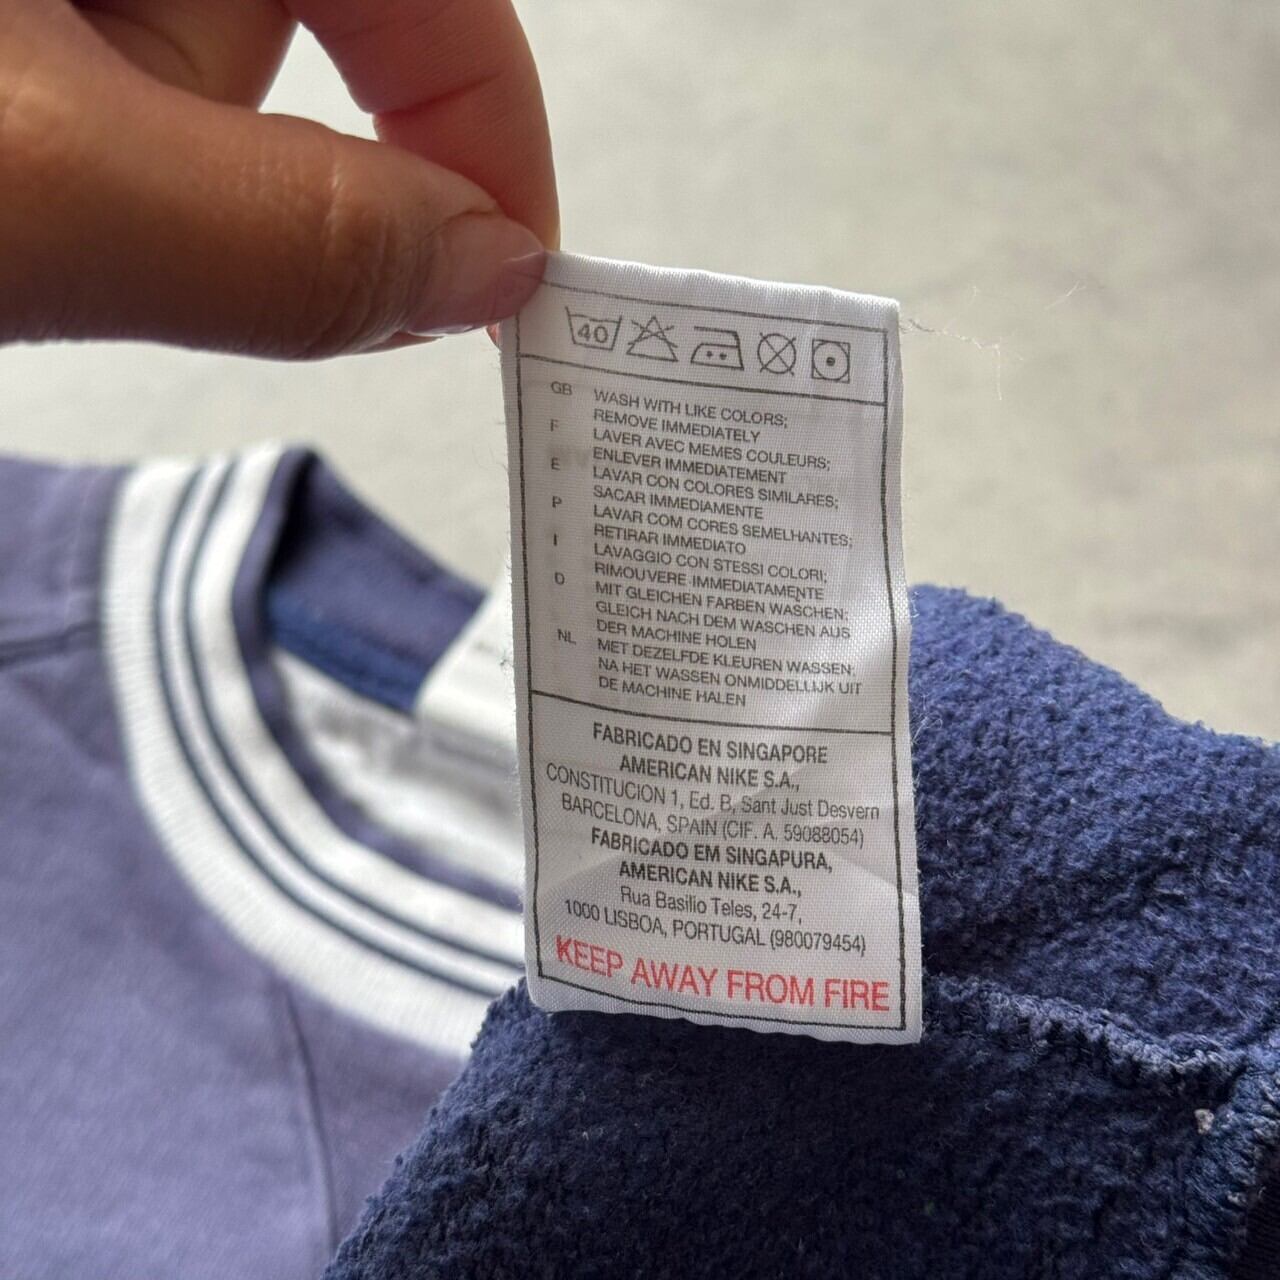 40
GB WASH WITH LIKE COLORS;
REMOVE IMMEDIATELY
F LAVER AVEC MEMES COULEURS;
ENLEVER IMMEDIATEMENT
E LAVAR CON COLORES SIMILARES;
SACAR IMMEDIAMENTE
P LAVAR COM CORES SEMELHANTES;
RETIRAR IMMEDIATO
I LAVAGGIO CON STESSI COLORI;
RIMOUVERE IMMEDIATAMENTE
D MIT GLEICHEN FARBEN WASCHEN;
GLEICH NACH DEM WASCHEN AUS
DER MACHINE HOLEN
NL MET DEZELFDE KLEUREN WASSEN;
NA HET WASSEN ONMIDDELLIJK UIT
DE MACHINE HALEN
FABRICADO EN SINGAPORE
AMERICAN NIKE S.A.,
CONSTITUCION 1, Ed. B, Sant Just Desvern
BARCELONA, SPAIN (CIF. A. 59088054)
FABRICADO EM SINGAPURA,
AMERICAN NIKE S.A.,
Rua Basilio Teles, 24-7,
1000 LISBOA, PORTUGAL (980079454)
KEEP AWAY FROM FIRE